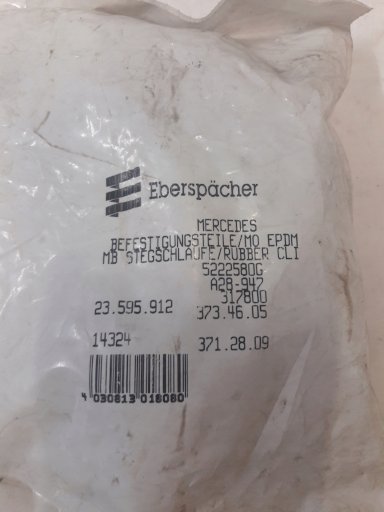 Eberspächer
MERCEDES
BEFESTIGUNGSTEILE/MO EPDM
MB STEGSCHLAUFE/RUBBER CLI
5222580G
A28-947
317800
23.595.912 373.46.05
14324 371.28.09
4 030813 018080